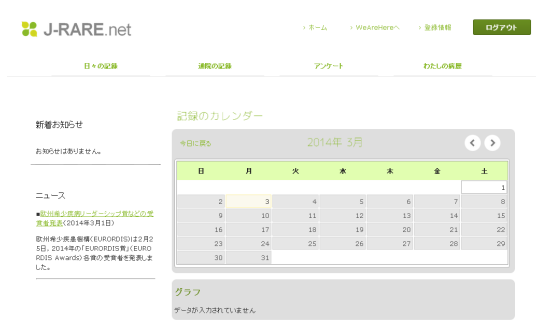 J-RARE.net
ホーム
WeAreHereへ
登録情報
ログアウト
日々の記録
通院の記録
アンケート
わたしの病歴
新着お知らせ
お知らせはありません。
ニュース
■欧州希少疾病リーダーシップ賞などの受
賞者発表(2014年3月1日)
欧州希少疾患機構(EURORDIS)は2月2
5日、2014年の「EURORDIS賞」(EURO
RDIS Awards)各賞の受賞者を発表しま
した。
記録のカレンダー
今日に戻る
2014年 3月
日 月 火 水 木 金 土
1
2 3 4 5 6 7 8
9 10 11 12 13 14 15
16 17 18 19 20 21 22
23 24 25 26 27 28 29
30 31
グラフ
データが入力されていません